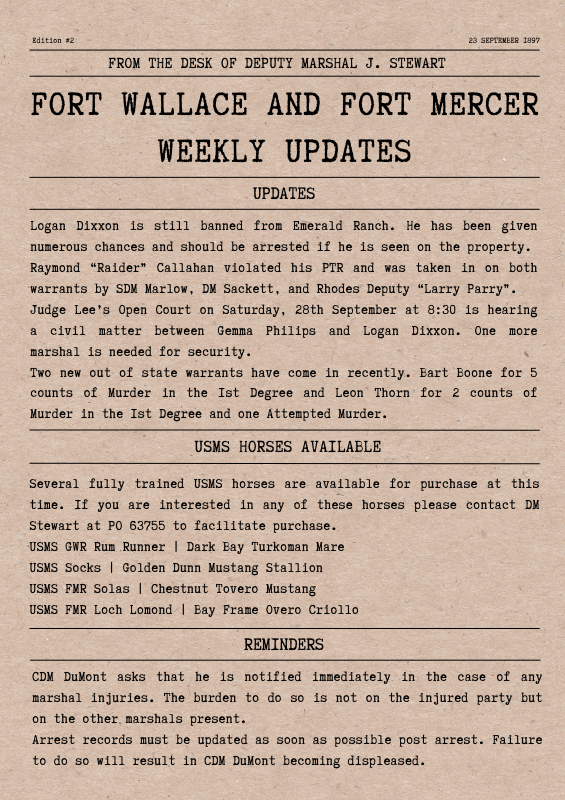 Edition #2
23 SEPTEMBER 1897
FROM THE DESK OF DEPUTY MARSHAL J. STEWART
FORT WALLACE AND FORT MERCER
WEEKLY UPDATES
UPDATES
Logan Dixxon is still banned from Emerald Ranch. He has been given
numerous chances and should be arrested if he is seen on the property.
Raymond “Raider” Callahan violated his PTR and was taken in on both
warrants by SDM Marlow, DM Sackett, and Rhodes Deputy “Larry Parry”.
Judge Lee’s Open Court on Saturday, 28th September at 8:30 is hearing
a civil matter between Gemma Philips and Logan Dixxon. One more
marshal is needed for security.
Two new out of state warrants have come in recently. Bart Boone for 5
counts of Murder in the Ist Degree and Leon Thorn for 2 counts of
Murder in the Ist Degree and one Attempted Murder.
USMS HORSES AVAILABLE
Several fully trained USMS horses are available for purchase at this
time. If you are interested in any of these horses please contact DM
Stewart at PO 63755 to facilitate purchase.
USMS GWR Rum Runner | Dark Bay Turkoman Mare
USMS Socks | Golden Dunn Mustang Stallion
USMS FMR Solas | Chestnut Tovero Mustang
USMS FMR Loch Lomond | Bay Frame Overo Criollo
REMINDERS
CDM DuMont asks that he is notified immediately in the case of any
marshal injuries. The burden to do so is not on the injured party but
on the other marshals present.
Arrest records must be updated as soon as possible post arrest. Failure
to do so will result in CDM DuMont becoming displeased.